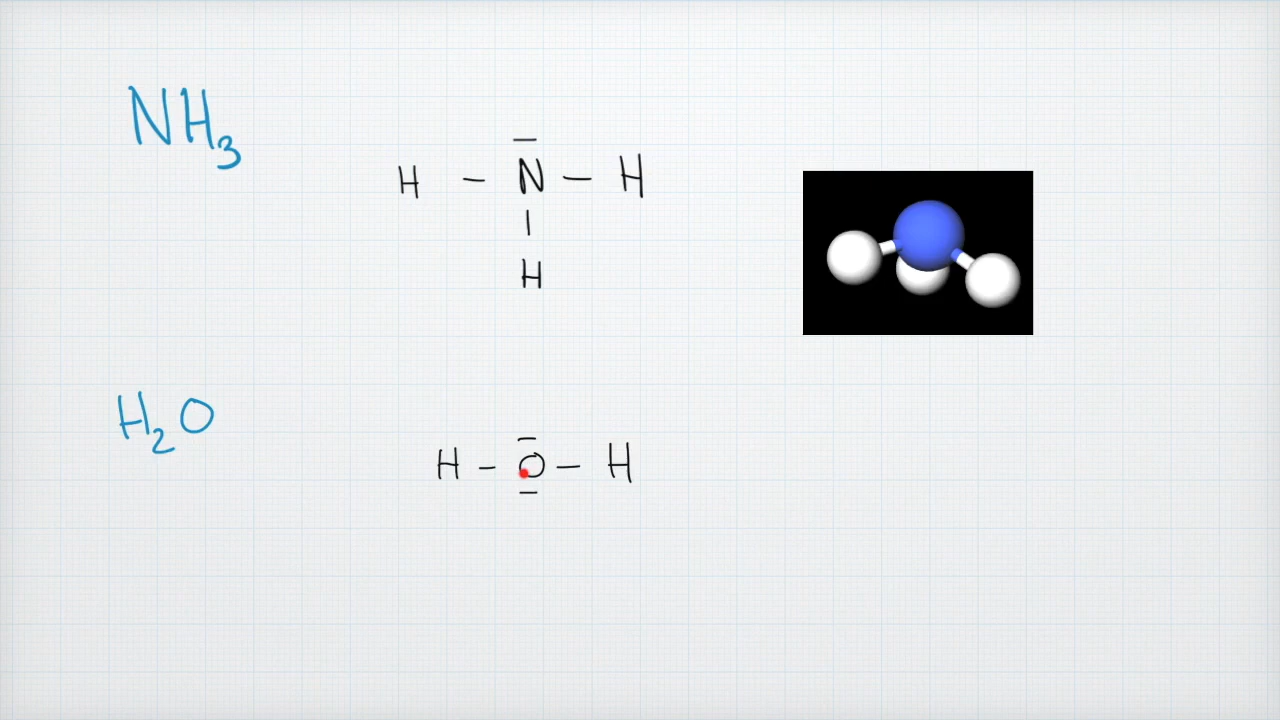 NH₃
H – N̅ – H
|
H
H₂O
H – O̲̅ – H